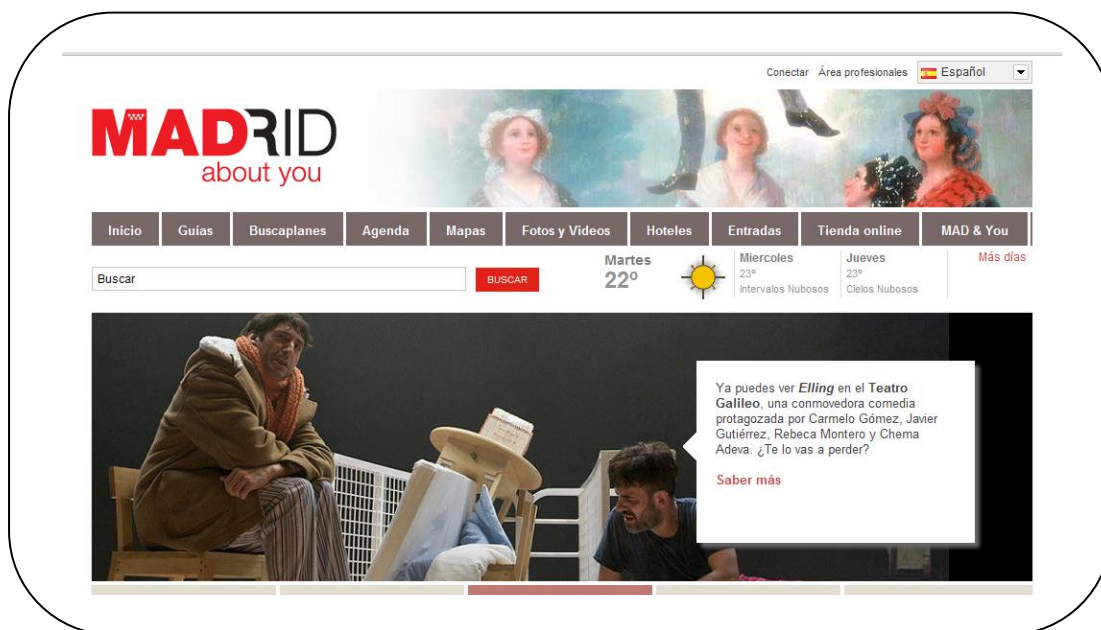 Conectar Área profesionales Español
MADRID
about you
Inicio Guías Buscaplanes Agenda Mapas Fotos y Videos Hoteles Entradas Tienda online MAD & You
Buscar BUSCAR
Martes
22º
Miercoles
23º
Intervalos Nubosos
Jueves
23º
Cielos Nubosos
Más días
Ya puedes ver Elling en el Teatro
Galileo, una conmovedora comedia
protagozada por Carmelo Gómez, Javier
Gutiérrez, Rebeca Montero y Chema
Adeva. ¿Te lo vas a perder?
Saber más